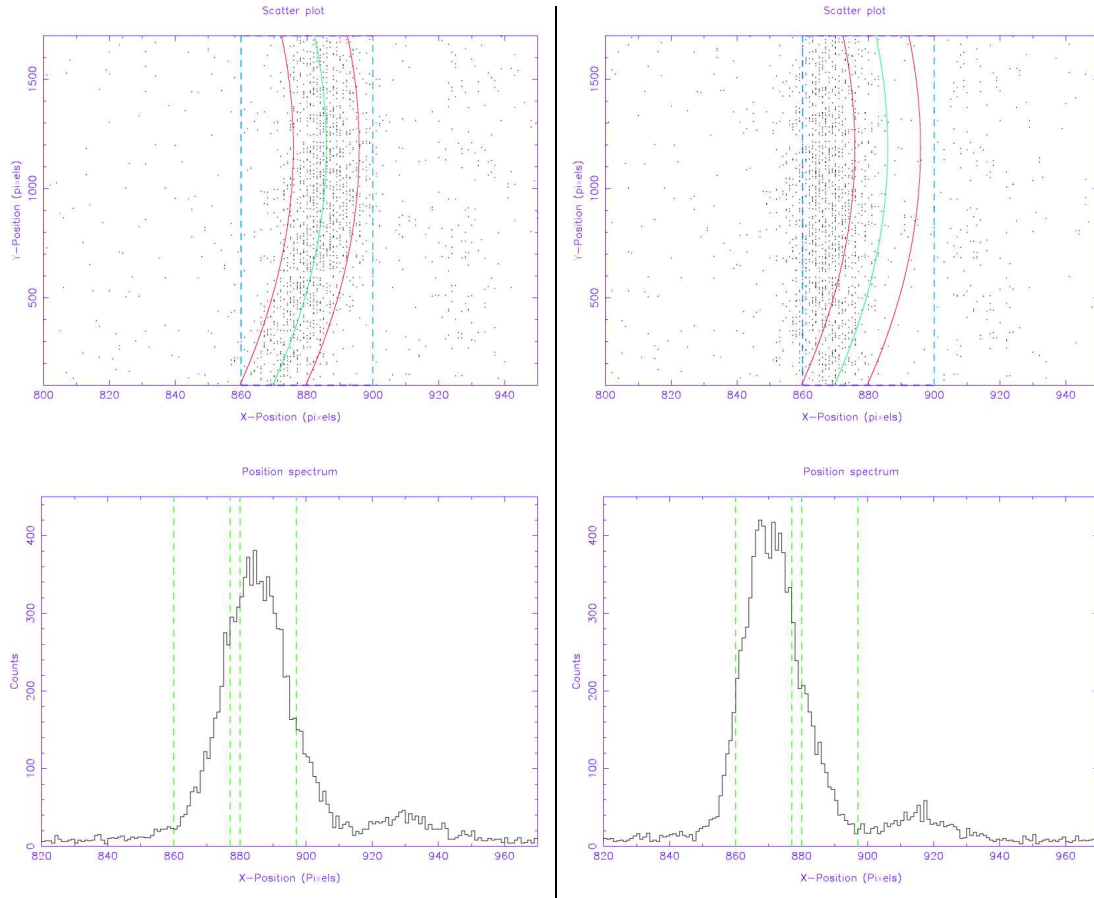 Scatter plot
1500
1000
500
Y-Position (pixels)
800 820 840 860 880 900 920 940
X-Position (pixels)
Scatter plot
1500
1000
500
Y-Position (pixels)
800 820 840 860 880 900 920 940
X-Position (pixels)
Position spectrum
400
300
200
100
0
Counts
820 840 860 880 900 920 940 960
X-Position (Pixels)
Position spectrum
400
300
200
100
0
Counts
820 840 860 880 900 920 940 960
X-Position (Pixels)